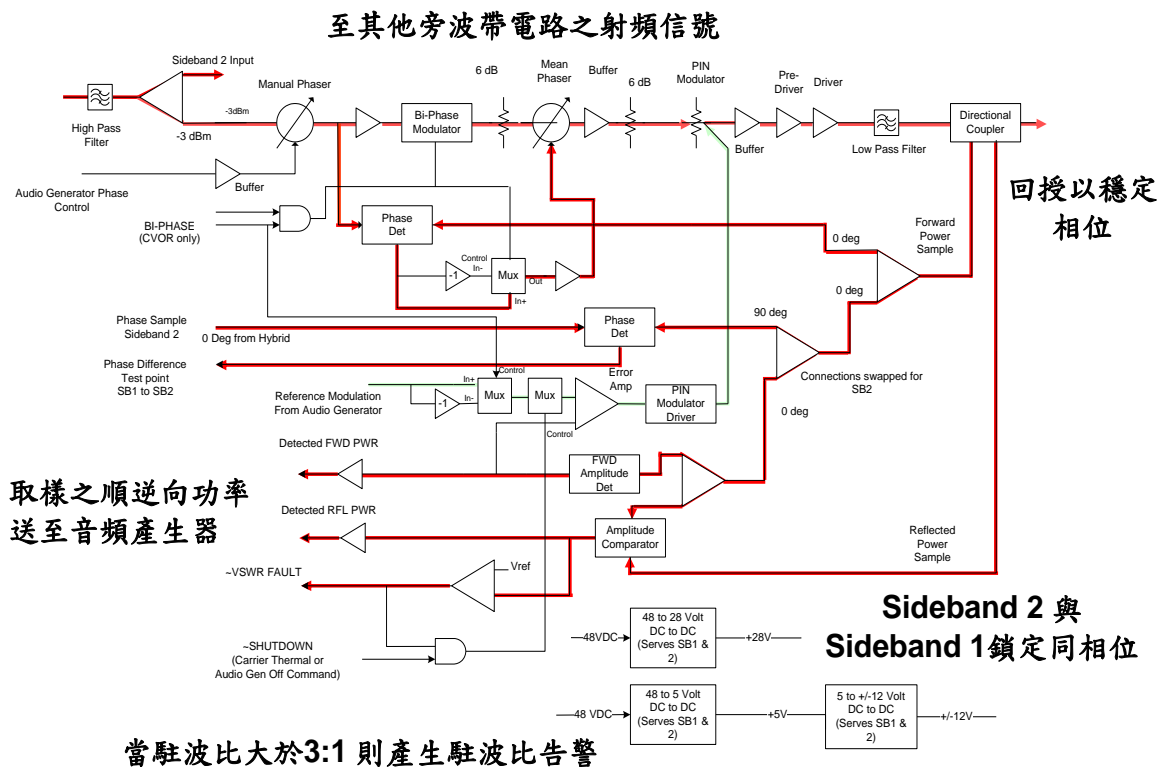 至其他旁波帶電路之射頻信號
Sideband 2 Input
Manual Phaser
6 dB
Mean
Phaser
Buffer
6 dB
PIN
Modulator
Pre-
Driver
Driver
High Pass
Filter
-3 dBm
-3dBm
Bi-Phase
Modulator
Buffer
Low Pass Filter
Directional
Coupler
Audio Generator Phase
Control
Buffer
回授以穩定
相位
BI-PHASE
(CVOR only)
Phase
Det
0 deg
Forward
Power
Sample
Control
In-
-1
Mux
Out
In+
0 deg
Phase Sample
Sideband 2
0 Deg from Hybrid
Phase
Det
90 deg
Phase Difference
Test point
SB1 to SB2
Connections swapped for
SB2
Control
Error
Amp
Reference Modulation
From Audio Generator
In+
In-
-1
Mux
Mux
Control
PIN
Modulator
Driver
0 deg
Detected FWD PWR
FWD
Amplitude
Det
取樣之順逆向功率
送至音頻產生器
Detected RFL PWR
Amplitude
Comparator
Reflected
Power
Sample
~VSWR FAULT
Vref
Sideband 2 與
Sideband 1鎖定同相位
~SHUTDOWN
(Carrier Thermal or
Audio Gen Off Command)
48VDC
48 to 28 Volt
DC to DC
(Serves SB1 &
2)
+28V
48 VDC
48 to 5 Volt
DC to DC
(Serves SB1 &
2)
+5V
5 to +/-12 Volt
DC to DC
(Serves SB1 &
2)
+/-12V
當駐波比大於3:1 則產生駐波比告警